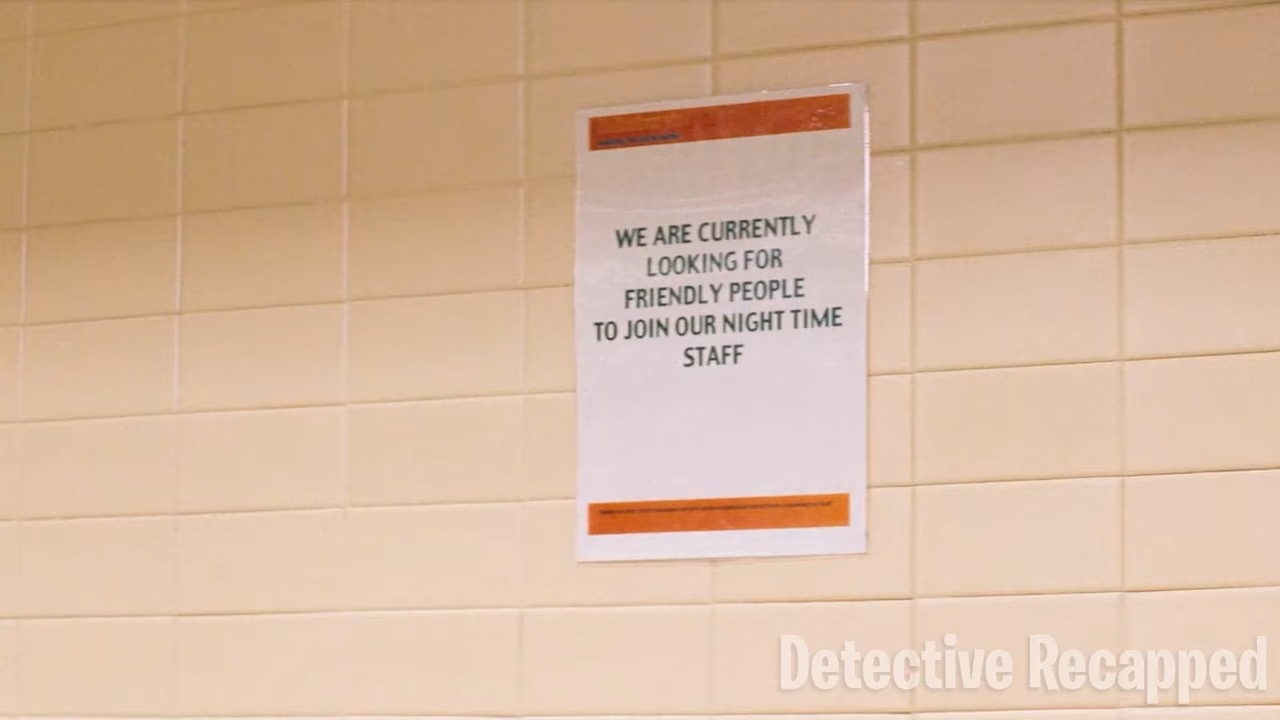 WE ARE CURRENTLY
LOOKING FOR
FRIENDLY PEOPLE
TO JOIN OUR NIGHT TIME
STAFF
Detective Recapped